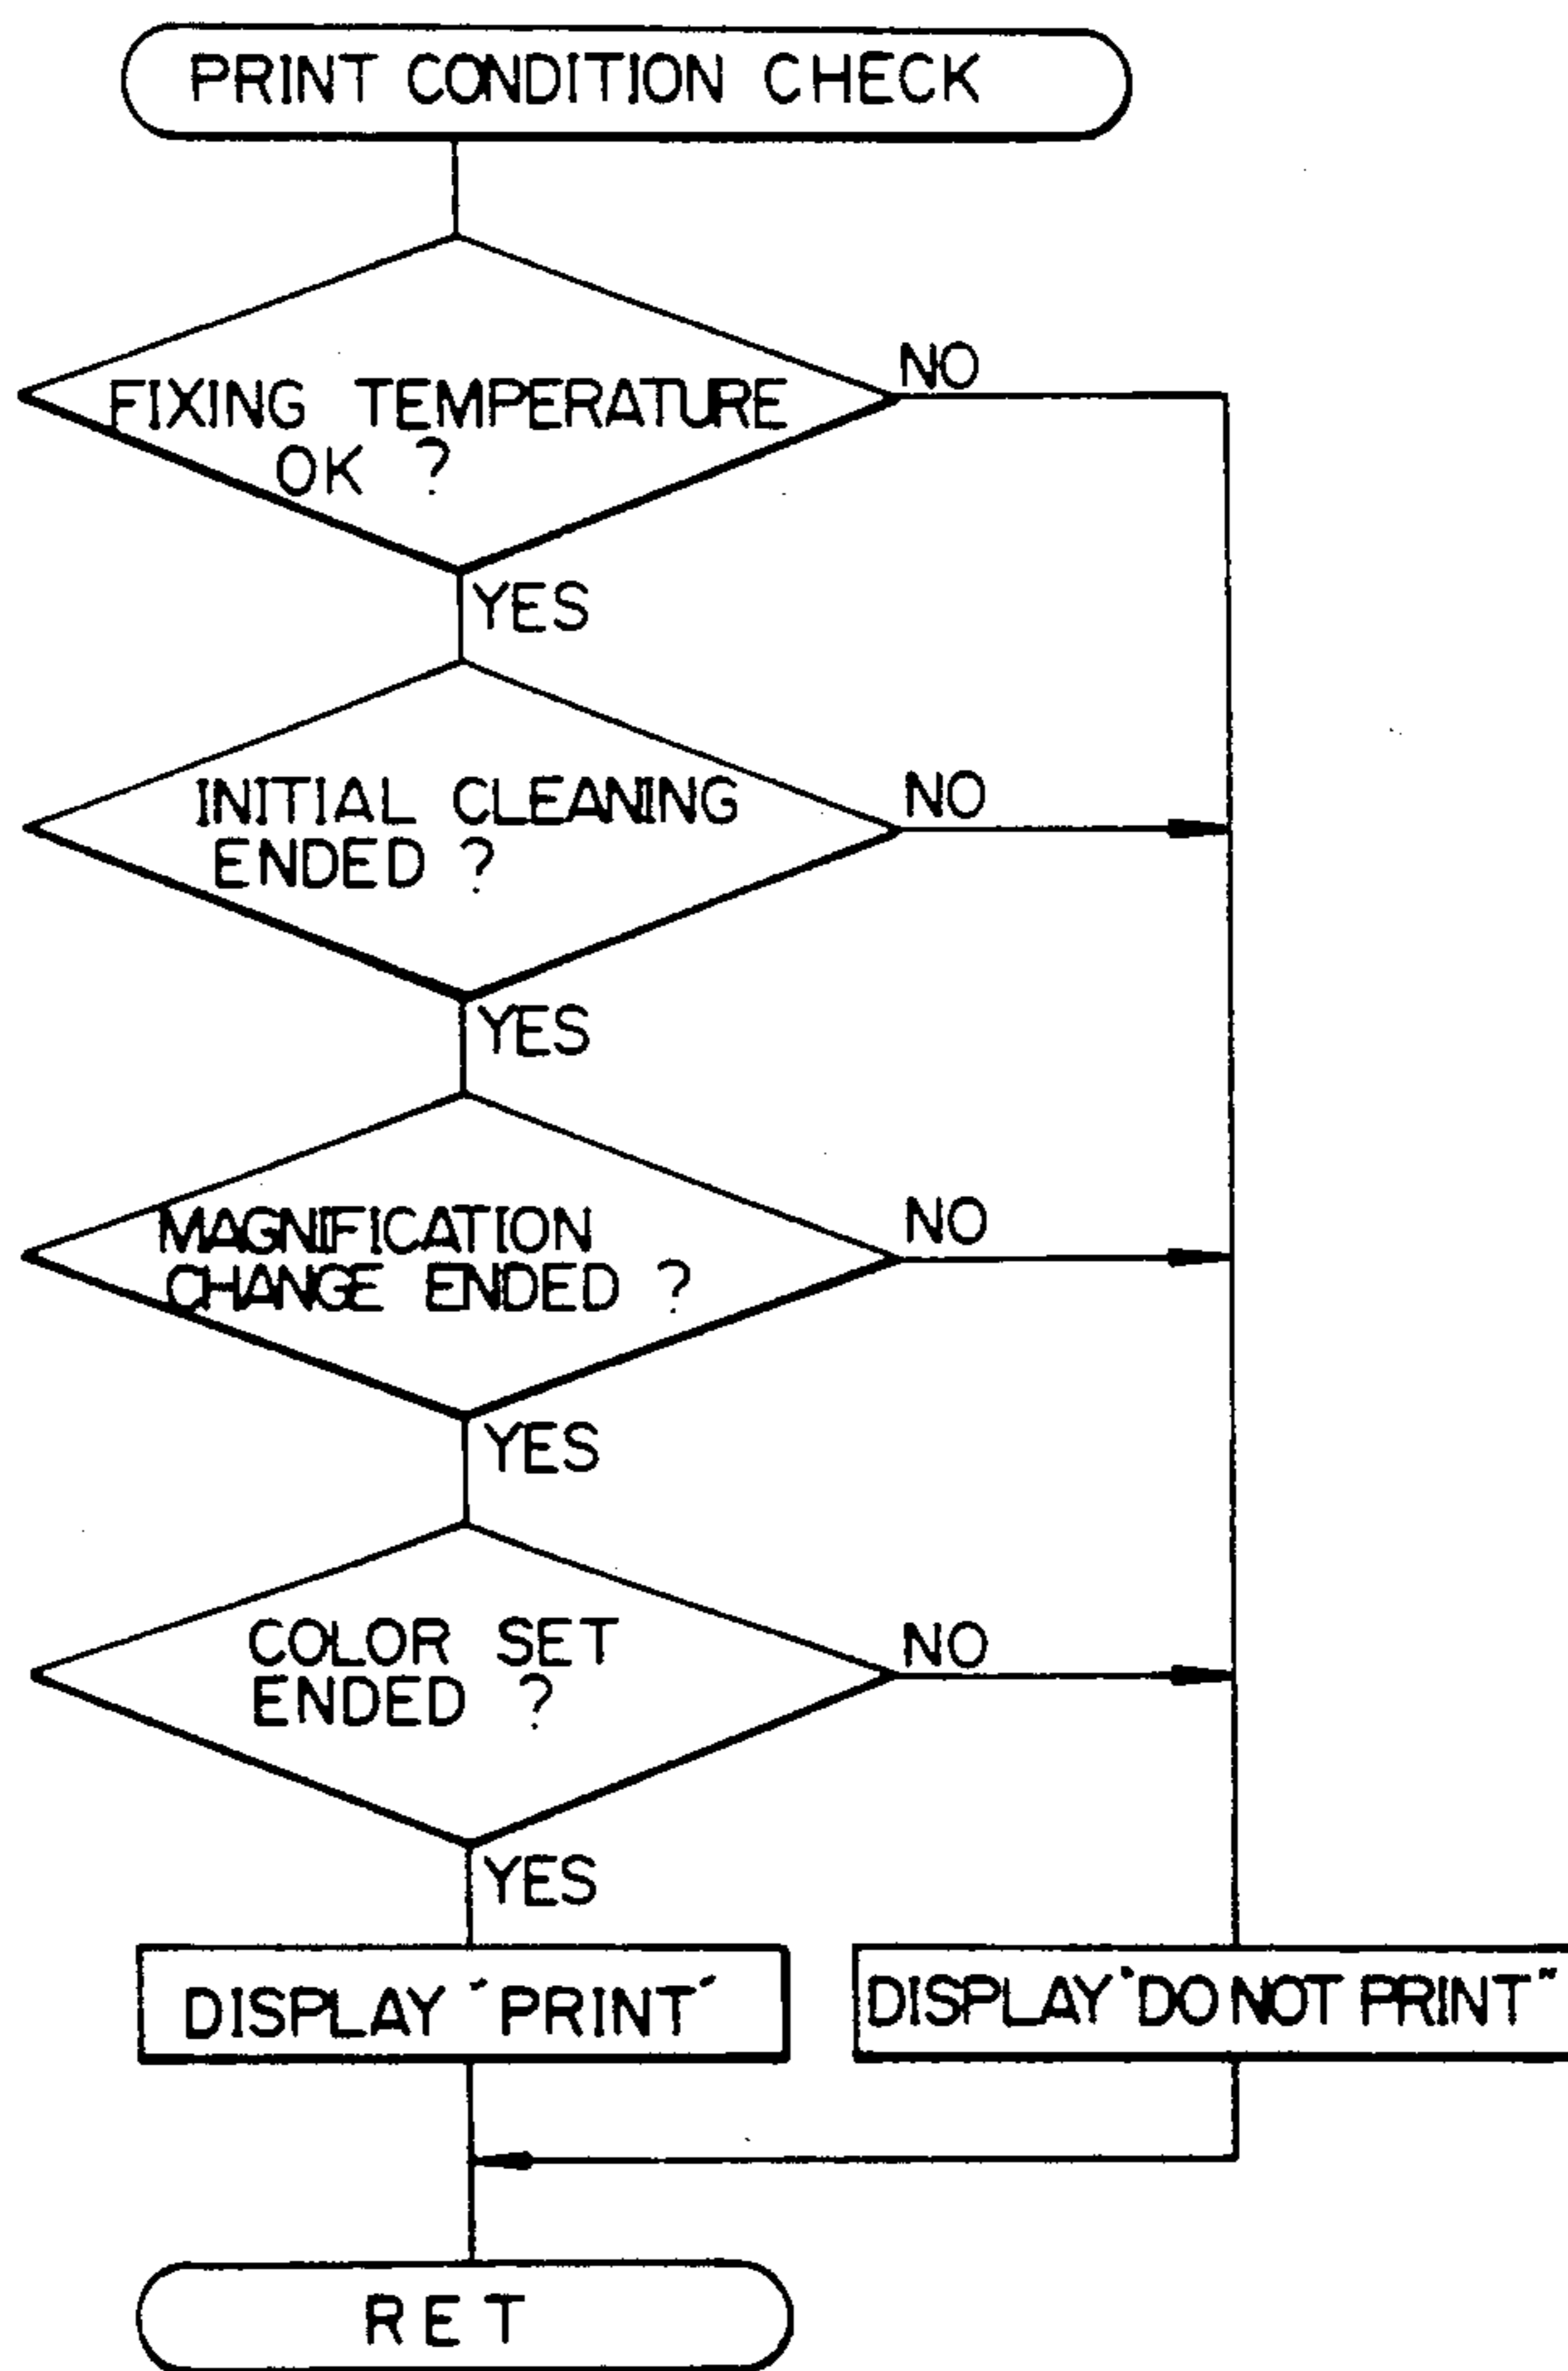 PRINT CONDITION CHECK
FIXING TEMPERATURE
OK ?
NO
YES
INITIAL CLEANING
ENDED ?
NO
YES
MAGNIFICATION
CHANGE ENDED ?
NO
YES
COLOR SET
ENDED ?
NO
YES
DISPLAY ″PRINT″
DISPLAY "DO NOT PRINT"
RET